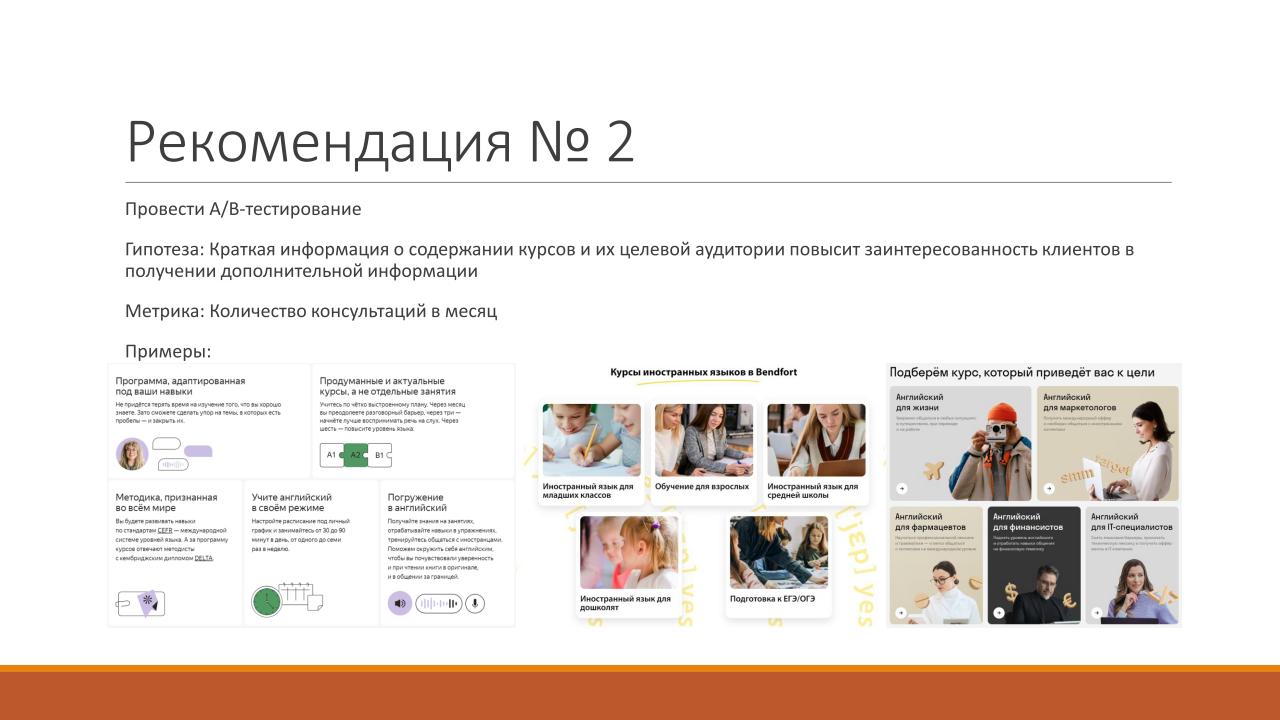 Рекомендация № 2
Провести A/B-тестирование
Гипотеза: Краткая информация о содержании курсов и их целевой аудитории повысит заинтересованность клиентов в
получении дополнительной информации
Метрика: Количество консультаций в месяц
Примеры:
Программа, адаптированная
под ваши навыки
Не придётся терять время на изучение того, что вы хорошо
знаете. Зато сможете сделать упор на темы, в которых есть
пробелы — и закрыть их.
Продуманные и актуальные
курсы, а не отдельные занятия
Учитесь по чётко выстроенному плану. Через месяц
вы преодолеете разговорный барьер, через три —
начнёте лучше воспринимать речь на слух. Через
шесть — повысите уровень языка.
A1
A2
B1
Методика, признанная
во всём мире
Вы будете развивать навыки
по стандартам CEFR — международной
системе уровней языка. А за программу
курсов отвечают методисты
с кембриджским дипломом DELTA.
Учите английский
в своём режиме
Настройте расписание под личный
график и занимайтесь от 30 до 90
минут в день, от одного до семи
раз в неделю.
Погружение
в английский
Получайте знания на занятиях,
отрабатывайте навыки в упражнениях,
тренируйтесь общаться с иностранцами.
Поможем окружить себя английским,
чтобы вы почувствовали уверенность
и при чтении книги в оригинале,
и в общении за границей.
Курсы иностранных языков в Bendfort
Иностранный язык для
младших классов
Обучение для взрослых
Иностранный язык для
средней школы
Иностранный язык для
дошколят
Подготовка к ЕГЭ/ОГЭ
yes
Подберём курс, который приведёт вас к цели
Английский
для жизни
Английский
для маркетологов
smm
target
Английский
для фармацевтов
Английский
для финансистов
Английский
для IT-специалистов